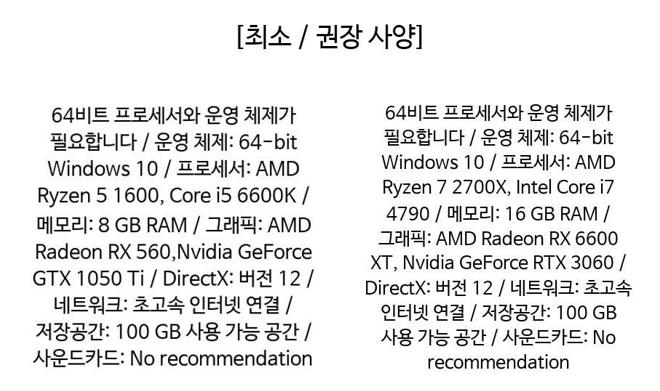 [최소 / 권장 사양]
64비트 프로세서와 운영 체제가
필요합니다 / 운영 체제: 64-bit
Windows 10 / 프로세서: AMD
Ryzen 5 1600, Core i5 6600K /
메모리: 8 GB RAM / 그래픽: AMD
Radeon RX 560,Nvidia GeForce
GTX 1050 Ti / DirectX: 버전 12 /
네트워크: 초고속 인터넷 연결 /
저장공간: 100 GB 사용 가능 공간 /
사운드카드: No recommendation
64비트 프로세서와 운영 체제가
필요합니다 / 운영 체제: 64-bit
Windows 10 / 프로세서: AMD
Ryzen 7 2700X, Intel Core i7
4790 / 메모리: 16 GB RAM /
그래픽: AMD Radeon RX 6600
XT, Nvidia GeForce RTX 3060 /
DirectX: 버전 12 / 네트워크: 초고속
인터넷 연결 / 저장공간: 100 GB
사용 가능 공간 / 사운드카드: No
recommendation